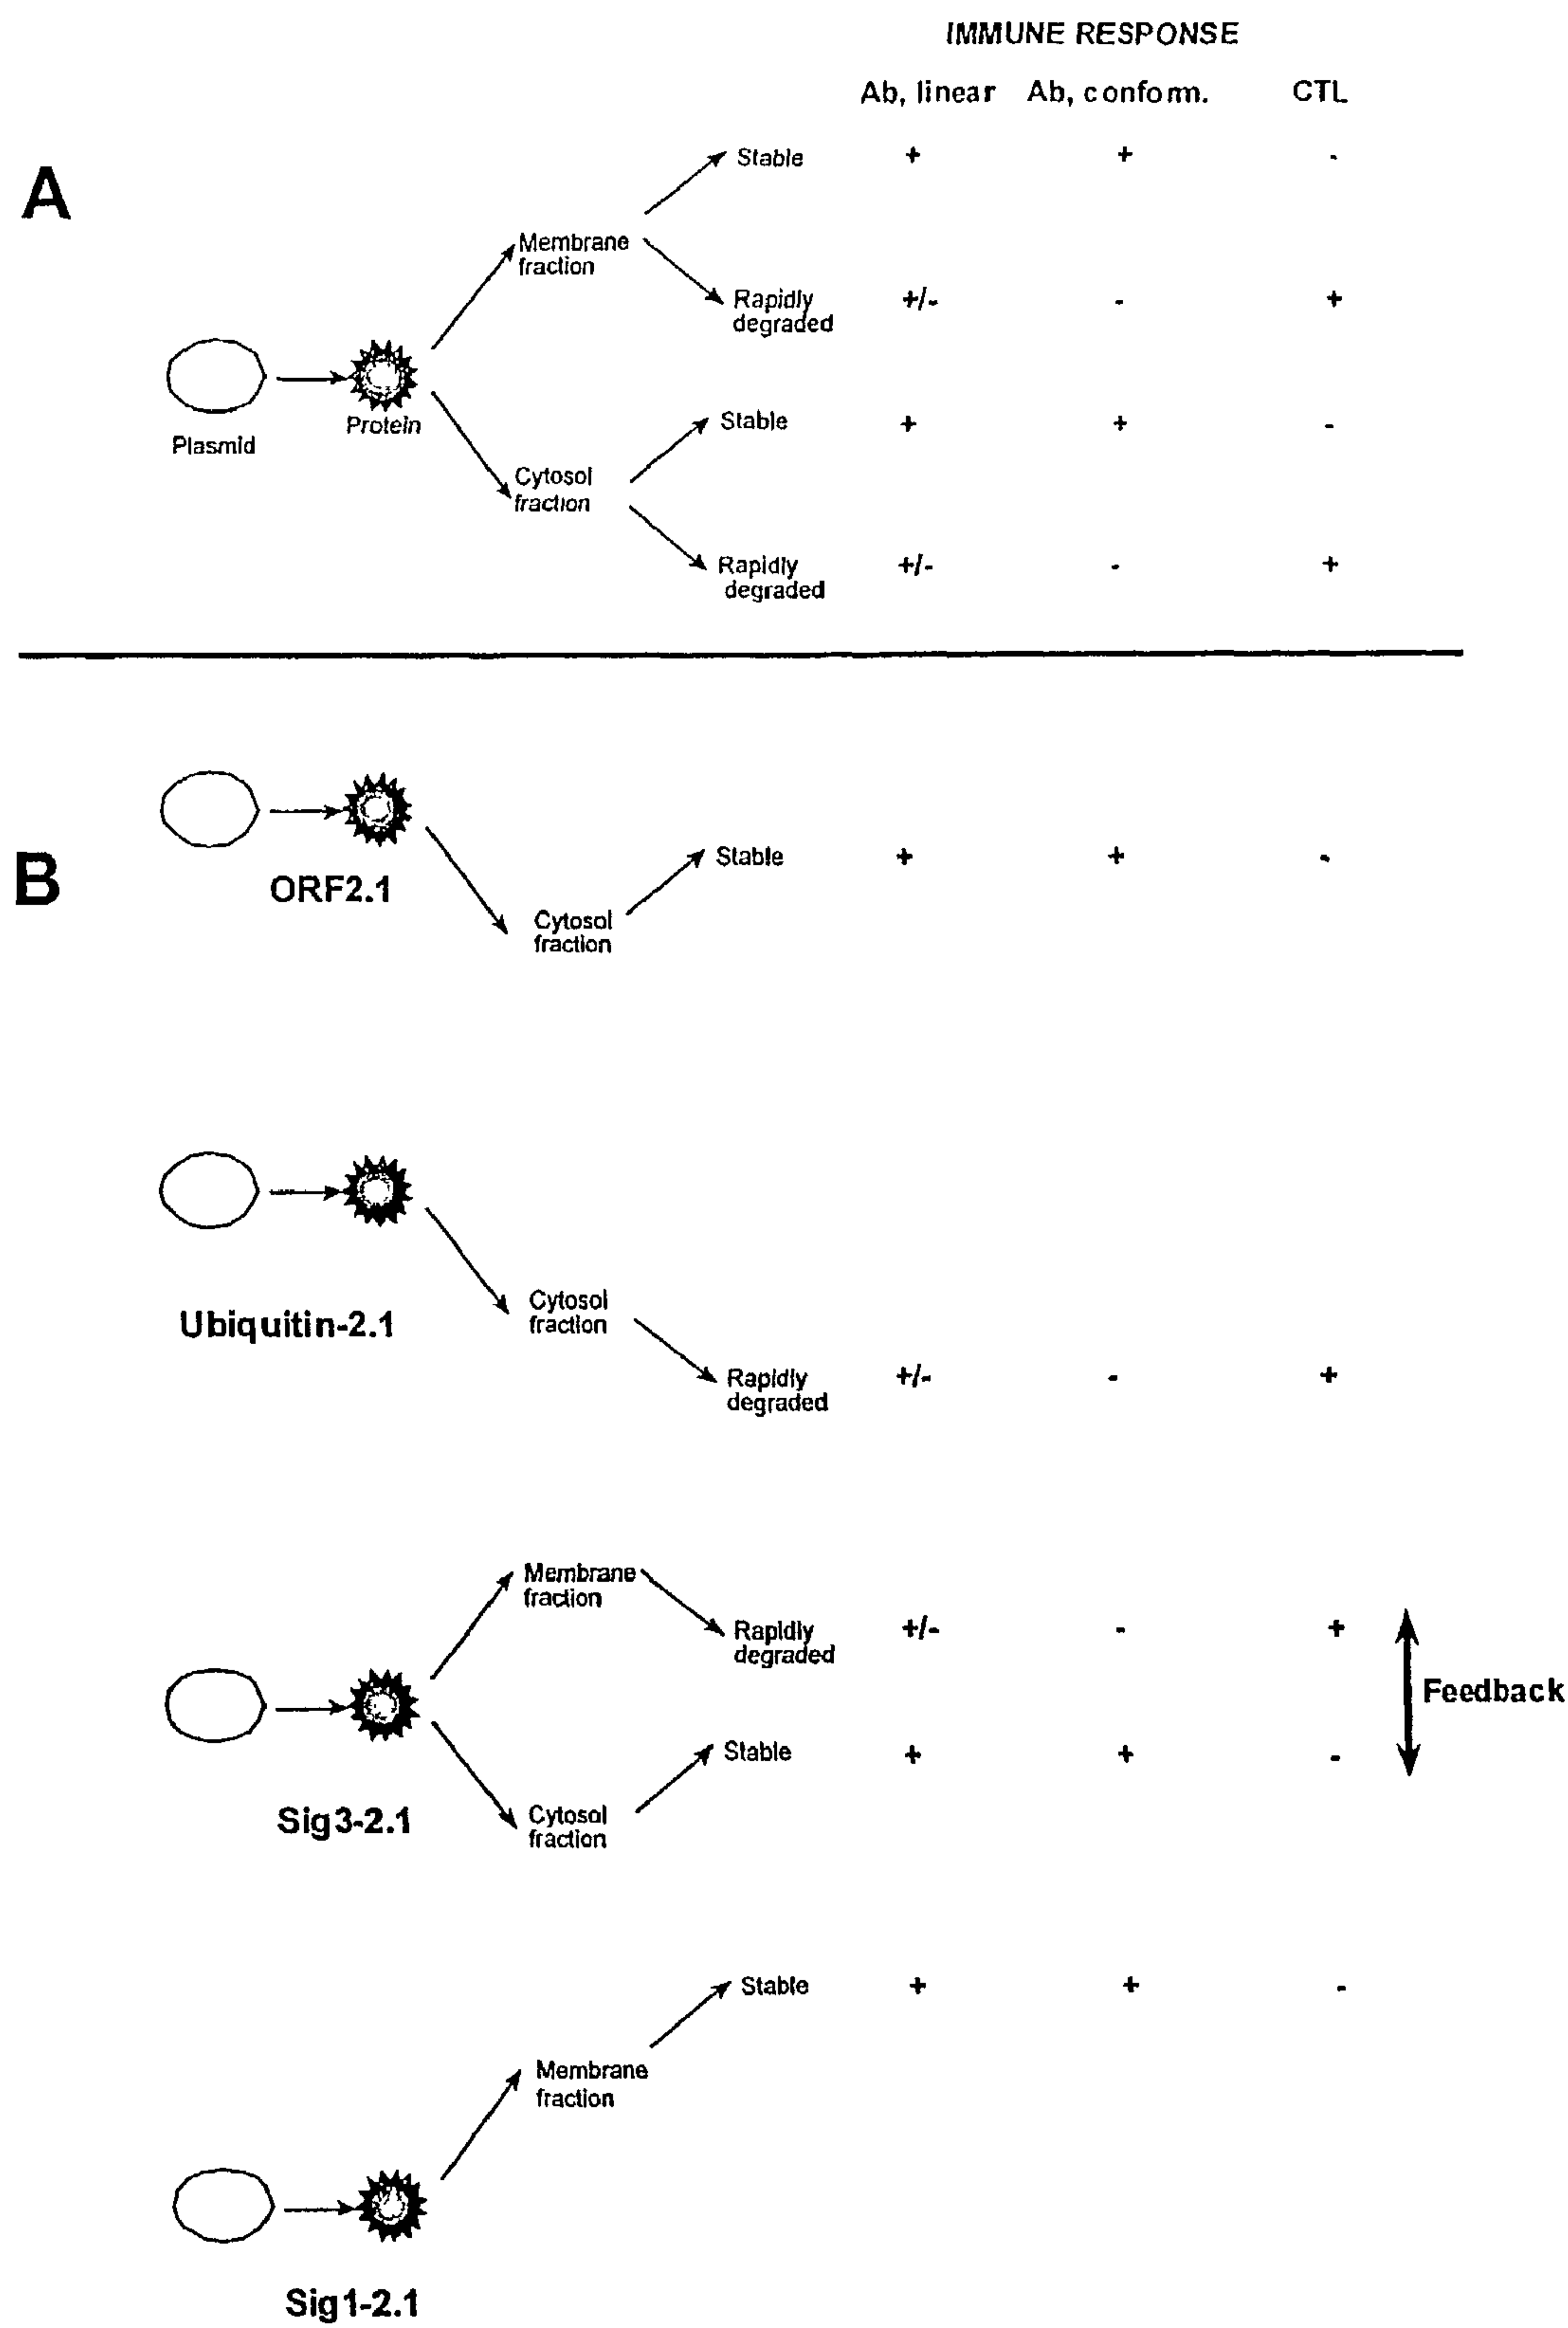 IMMUNE RESPONSE
Ab, linear Ab, conform. CTL
A
Stable + + -
Membrane
fraction
Rapidly +/- - +
degraded
Plasmid
Protein
Stable + + -
Cytosol
fraction
Rapidly +/- - +
degraded
B
ORF2.1
Stable + + -
Cytosol
fraction
Ubiquitin-2.1
Cytosol
fraction
Rapidly +/- - +
degraded
Membrane
fraction
Rapidly +/- - +
degraded
Feedback
Stable + + -
Sig3-2.1
Cytosol
fraction
Stable + + -
Membrane
fraction
Sig1-2.1